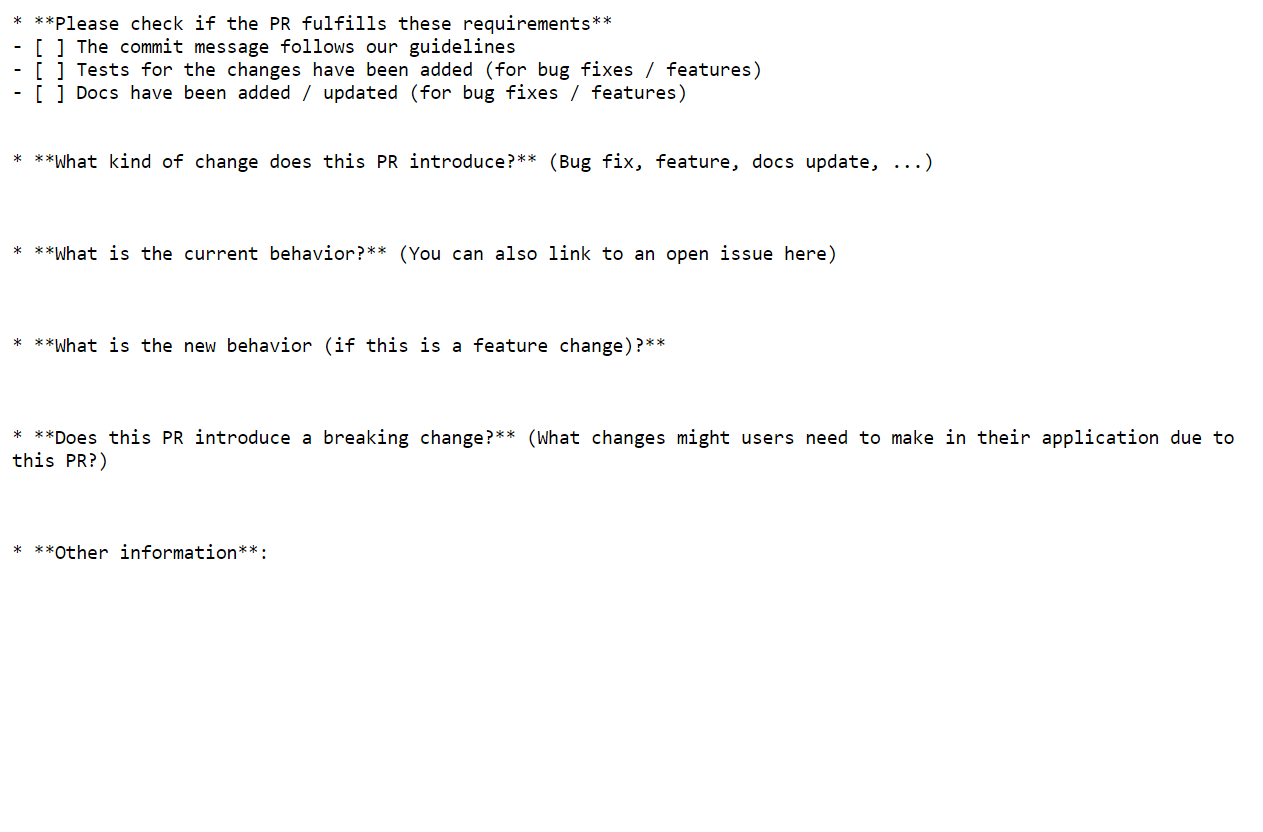 * **Please check if the PR fulfills these requirements**
- [ ] The commit message follows our guidelines
- [ ] Tests for the changes have been added (for bug fixes / features)
- [ ] Docs have been added / updated (for bug fixes / features)
* **What kind of change does this PR introduce?** (Bug fix, feature, docs update, ...)
* **What is the current behavior?** (You can also link to an open issue here)
* **What is the new behavior (if this is a feature change)?**
* **Does this PR introduce a breaking change?** (What changes might users need to make in their application due to
this PR?)
* **Other information**: